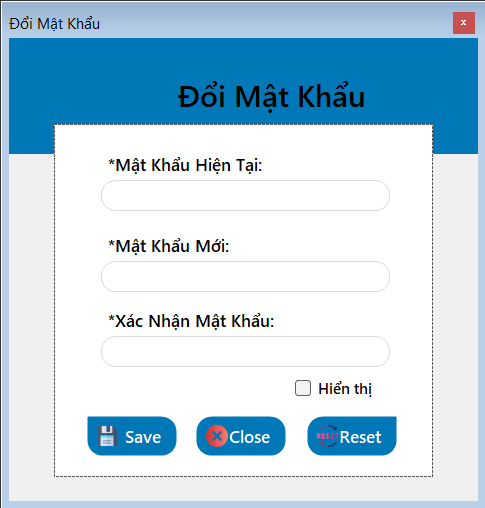 Đổi Mật Khẩu
x
Đổi Mật Khẩu
*Mật Khẩu Hiện Tại:
*Mật Khẩu Mới:
*Xác Nhận Mật Khẩu:
Hiển thị
Save
Close
RESET Reset